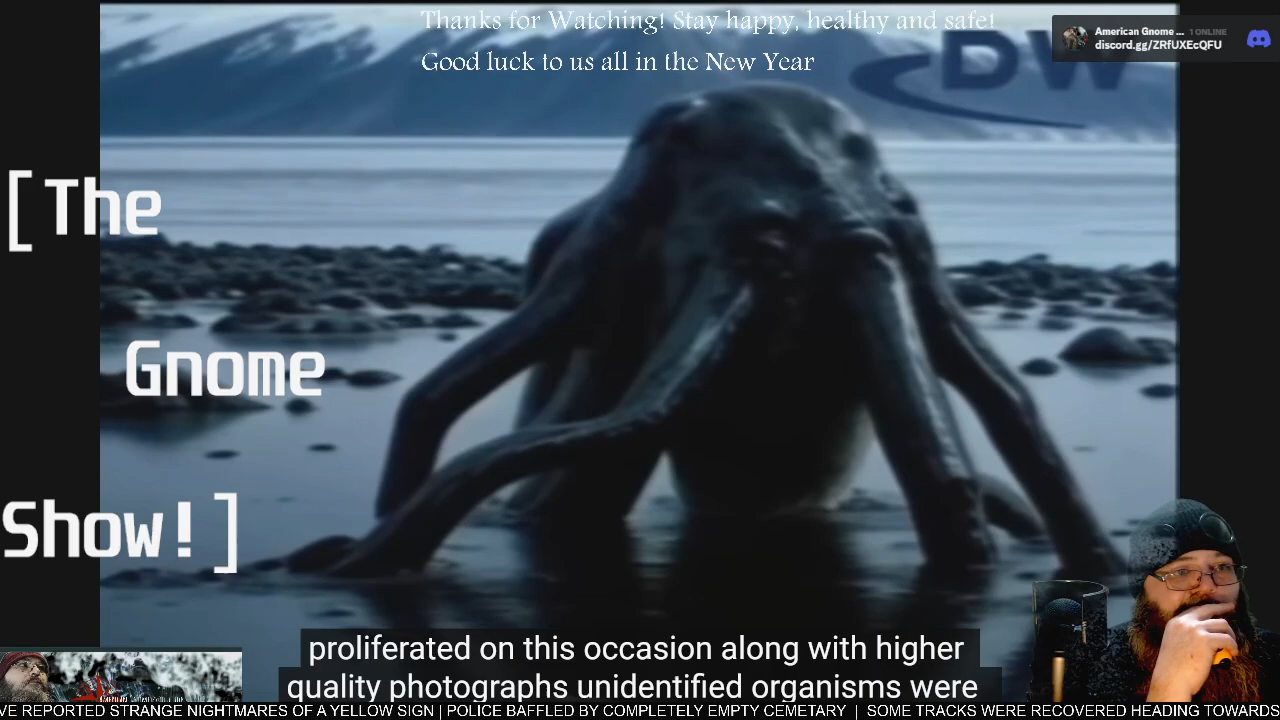 Thanks for Watching! Stay happy, healthy and safe!
Good luck to us all in the New Year
American Gnome ... 1 ONLINE
discord.gg/ZRfUXEcQFU
DW
[The
Gnome
Show!]
proliferated on this occasion along with higher
quality photographs unidentified organisms were
VE REPORTED STRANGE NIGHTMARES OF A YELLOW SIGN | POLICE BAFFLED BY COMPLETELY EMPTY CEMETARY | SOME TRACKS WERE RECOVERED HEADING TOWARDS